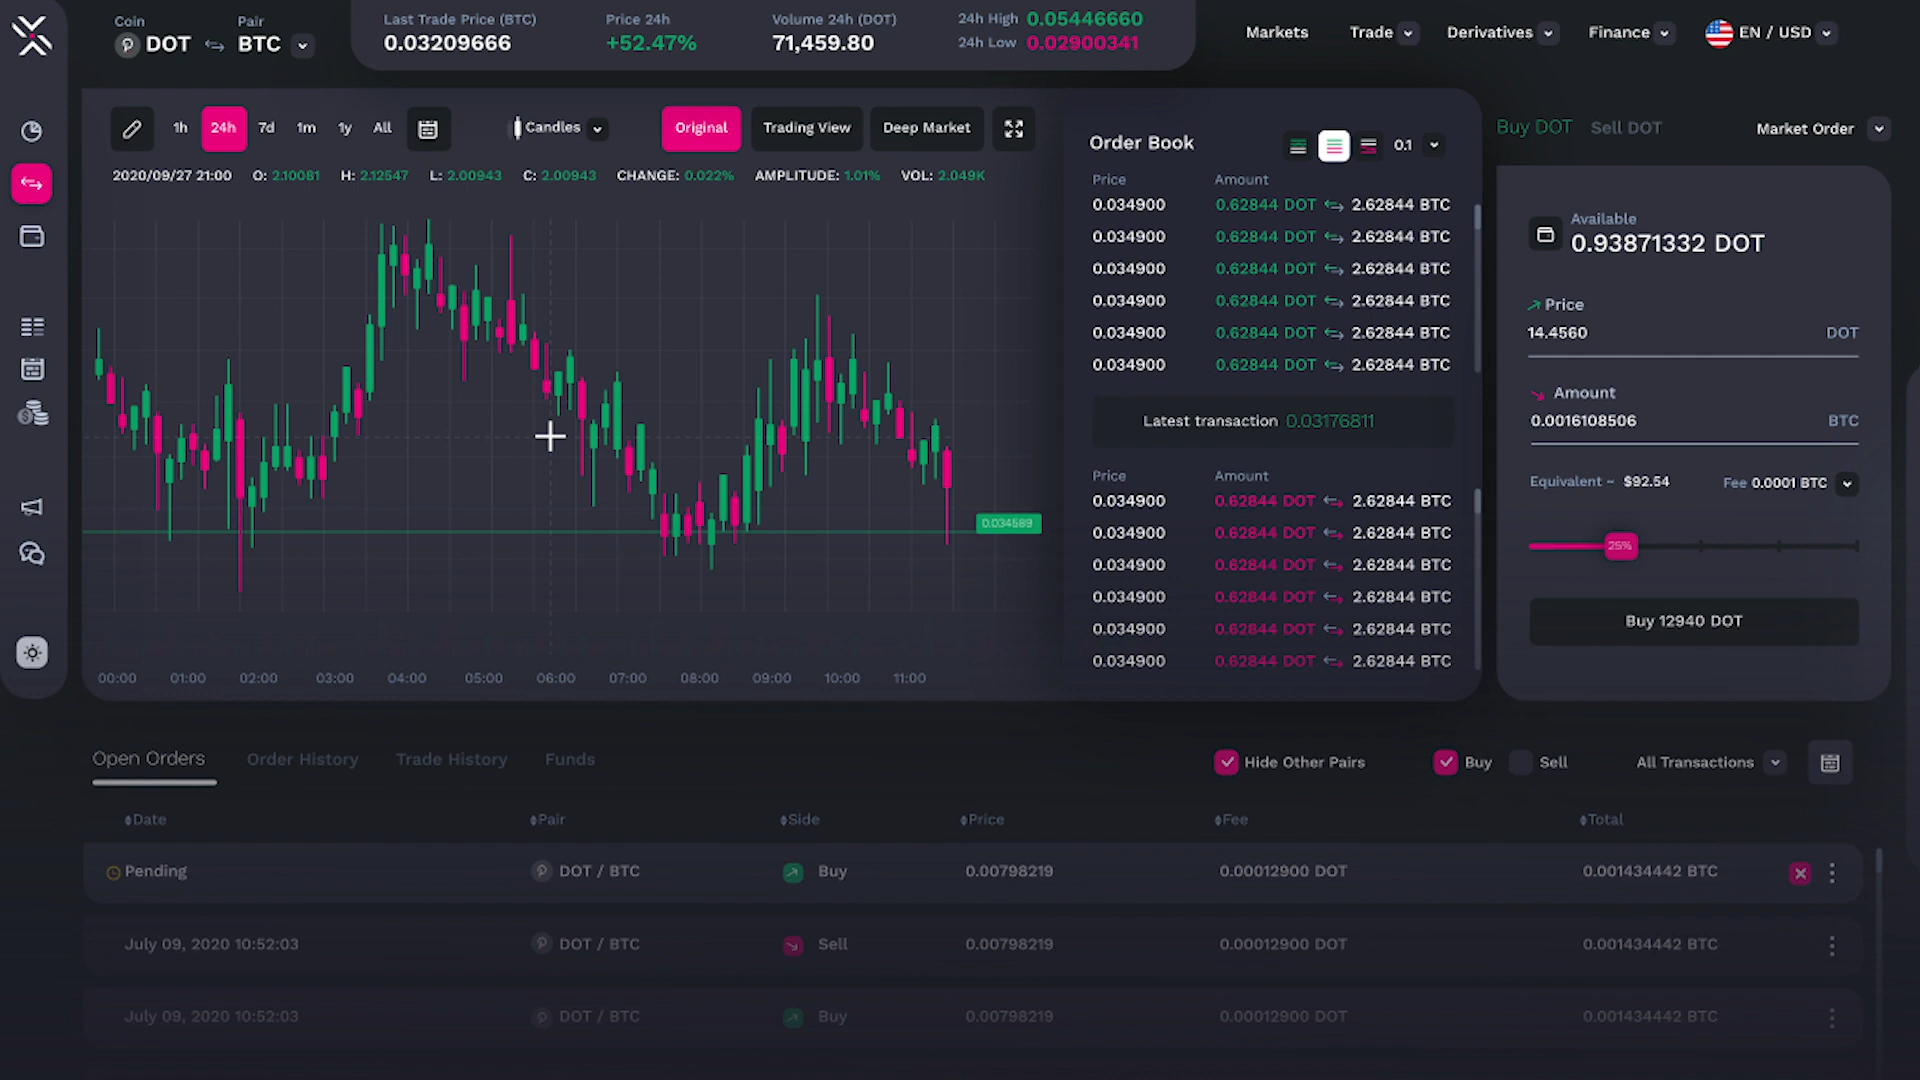 Coin
DOT
Pair
BTC
Last Trade Price (BTC)
0.03209666
Price 24h
+52.47%
Volume 24h (DOT)
71,459.80
24h High 0.05446660
24h Low 0.02900341
Markets
Trade
Derivatives
Finance
EN / USD
1h
24h
7d
1m
1y
All
Candles
Original
Trading View
Deep Market
2020/09/27 21:00 O: 2.10081 H: 2.12547 L: 2.00943 C: 2.00943 CHANGE: 0.022% AMPLITUDE: 1.01% VOL: 2.049K
0.034589
00:00 01:00 02:00 03:00 04:00 05:00 06:00 07:00 08:00 09:00 10:00 11:00
Order Book
0.1
Price Amount
0.034900 0.62844 DOT 2.62844 BTC
0.034900 0.62844 DOT 2.62844 BTC
0.034900 0.62844 DOT 2.62844 BTC
0.034900 0.62844 DOT 2.62844 BTC
0.034900 0.62844 DOT 2.62844 BTC
0.034900 0.62844 DOT 2.62844 BTC
Latest transaction 0.03176811
Price Amount
0.034900 0.62844 DOT 2.62844 BTC
0.034900 0.62844 DOT 2.62844 BTC
0.034900 0.62844 DOT 2.62844 BTC
0.034900 0.62844 DOT 2.62844 BTC
0.034900 0.62844 DOT 2.62844 BTC
0.034900 0.62844 DOT 2.62844 BTC
Buy DOT Sell DOT
Market Order
Available
0.93871332 DOT
Price
14.4560 DOT
Amount
0.0016108506 BTC
Equivalent ~ $92.54
Fee 0.0001 BTC
25%
Buy 12940 DOT
Open Orders
Order History
Trade History
Funds
Hide Other Pairs
Buy
Sell
All Transactions
Date Pair Side Price Fee Total
Pending DOT / BTC Buy 0.00798219 0.00012900 DOT 0.001434442 BTC
July 09, 2020 10:52:03 DOT / BTC Sell 0.00798219 0.00012900 DOT 0.001434442 BTC
July 09, 2020 10:52:03 DOT / BTC Buy 0.00798219 0.00012900 DOT 0.001434442 BTC